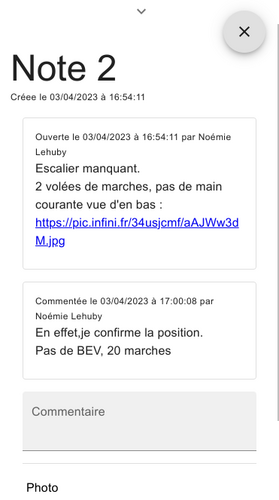 Note 2
Créee le 03/04/2023 à 16:54:11
Ouverte le 03/04/2023 à 16:54:11 par Noémie
Lehuby
Escalier manquant.
2 volées de marches, pas de main
courante vue d'en bas :
https://pic.infini.fr/34usjcmf/aAJWw3d
M.jpg
Commentée le 03/04/2023 à 17:00:08 par
Noémie Lehuby
En effet,je confirme la position.
Pas de BEV, 20 marches
Commentaire
Photo